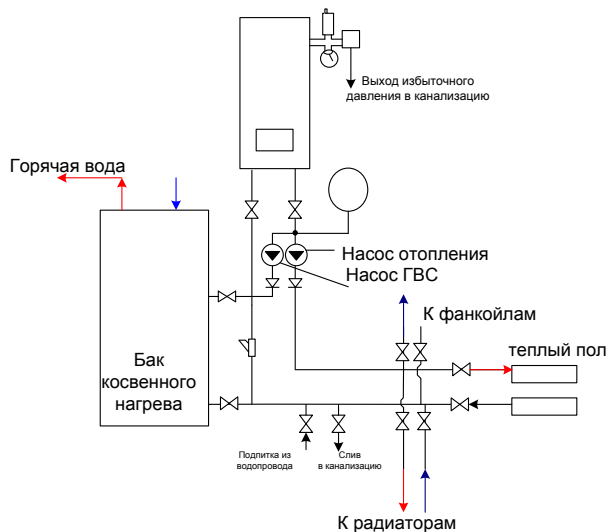 Выход избыточного
давления в канализацию
Горячая вода
Насос отопления
Насос ГВС
К фанкойлам
теплый пол
Бак
косвенного
нагрева
Подпитка из
водопровода
Слив
в канализацию
К радиаторам